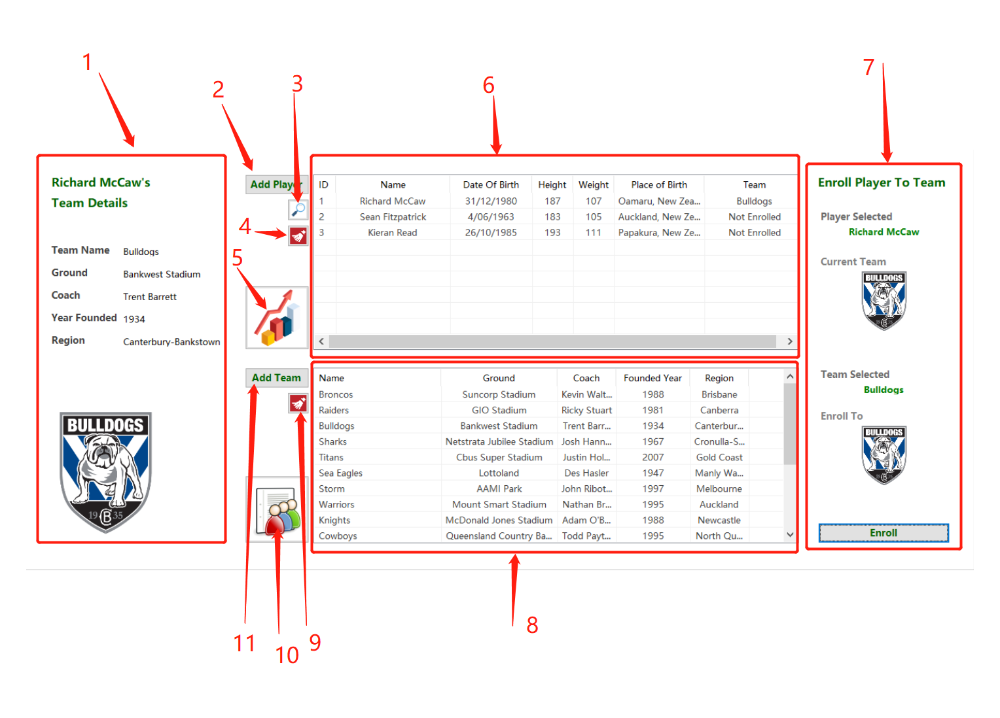 1
2
3
6
7
Richard McCaw's
Team Details
Team Name Bulldogs
Ground Bankwest Stadium
Coach Trent Barrett
Year Founded 1934
Region Canterbury-Bankstown
BULLDOGS
19 CB 35
Add Player
4
5
ID Name Date Of Birth Height Weight Place of Birth Team
1 Richard McCaw 31/12/1980 187 107 Oamaru, New Zea... Bulldogs
2 Sean Fitzpatrick 4/06/1963 183 105 Auckland, New Ze... Not Enrolled
3 Kieran Read 26/10/1985 193 111 Papakura, New Ze... Not Enrolled
Add Team
Name Ground Coach Founded Year Region
Broncos Suncorp Stadium Kevin Walt... 1988 Brisbane
Raiders GIO Stadium Ricky Stuart 1981 Canberra
Bulldogs Bankwest Stadium Trent Barr... 1934 Canterbur...
Sharks Netstrata Jubilee Stadium Josh Hann... 1967 Cronulla-S...
Titans Cbus Super Stadium Justin Hol... 2007 Gold Coast
Sea Eagles Lottoland Des Hasler 1947 Manly Wa...
Storm AAMI Park John Ribot... 1997 Melbourne
Warriors Mount Smart Stadium Nathan Br... 1995 Auckland
Knights McDonald Jones Stadium Adam O'B... 1988 Newcastle
Cowboys Queensland Country Ba... Todd Payt... 1995 North Qu...
Enroll Player To Team
Player Selected
Richard McCaw
Current Team
BULLDOGS
19 CB 35
Team Selected
Bulldogs
Enroll To
BULLDOGS
19 CB 35
Enroll
8
9
10
11